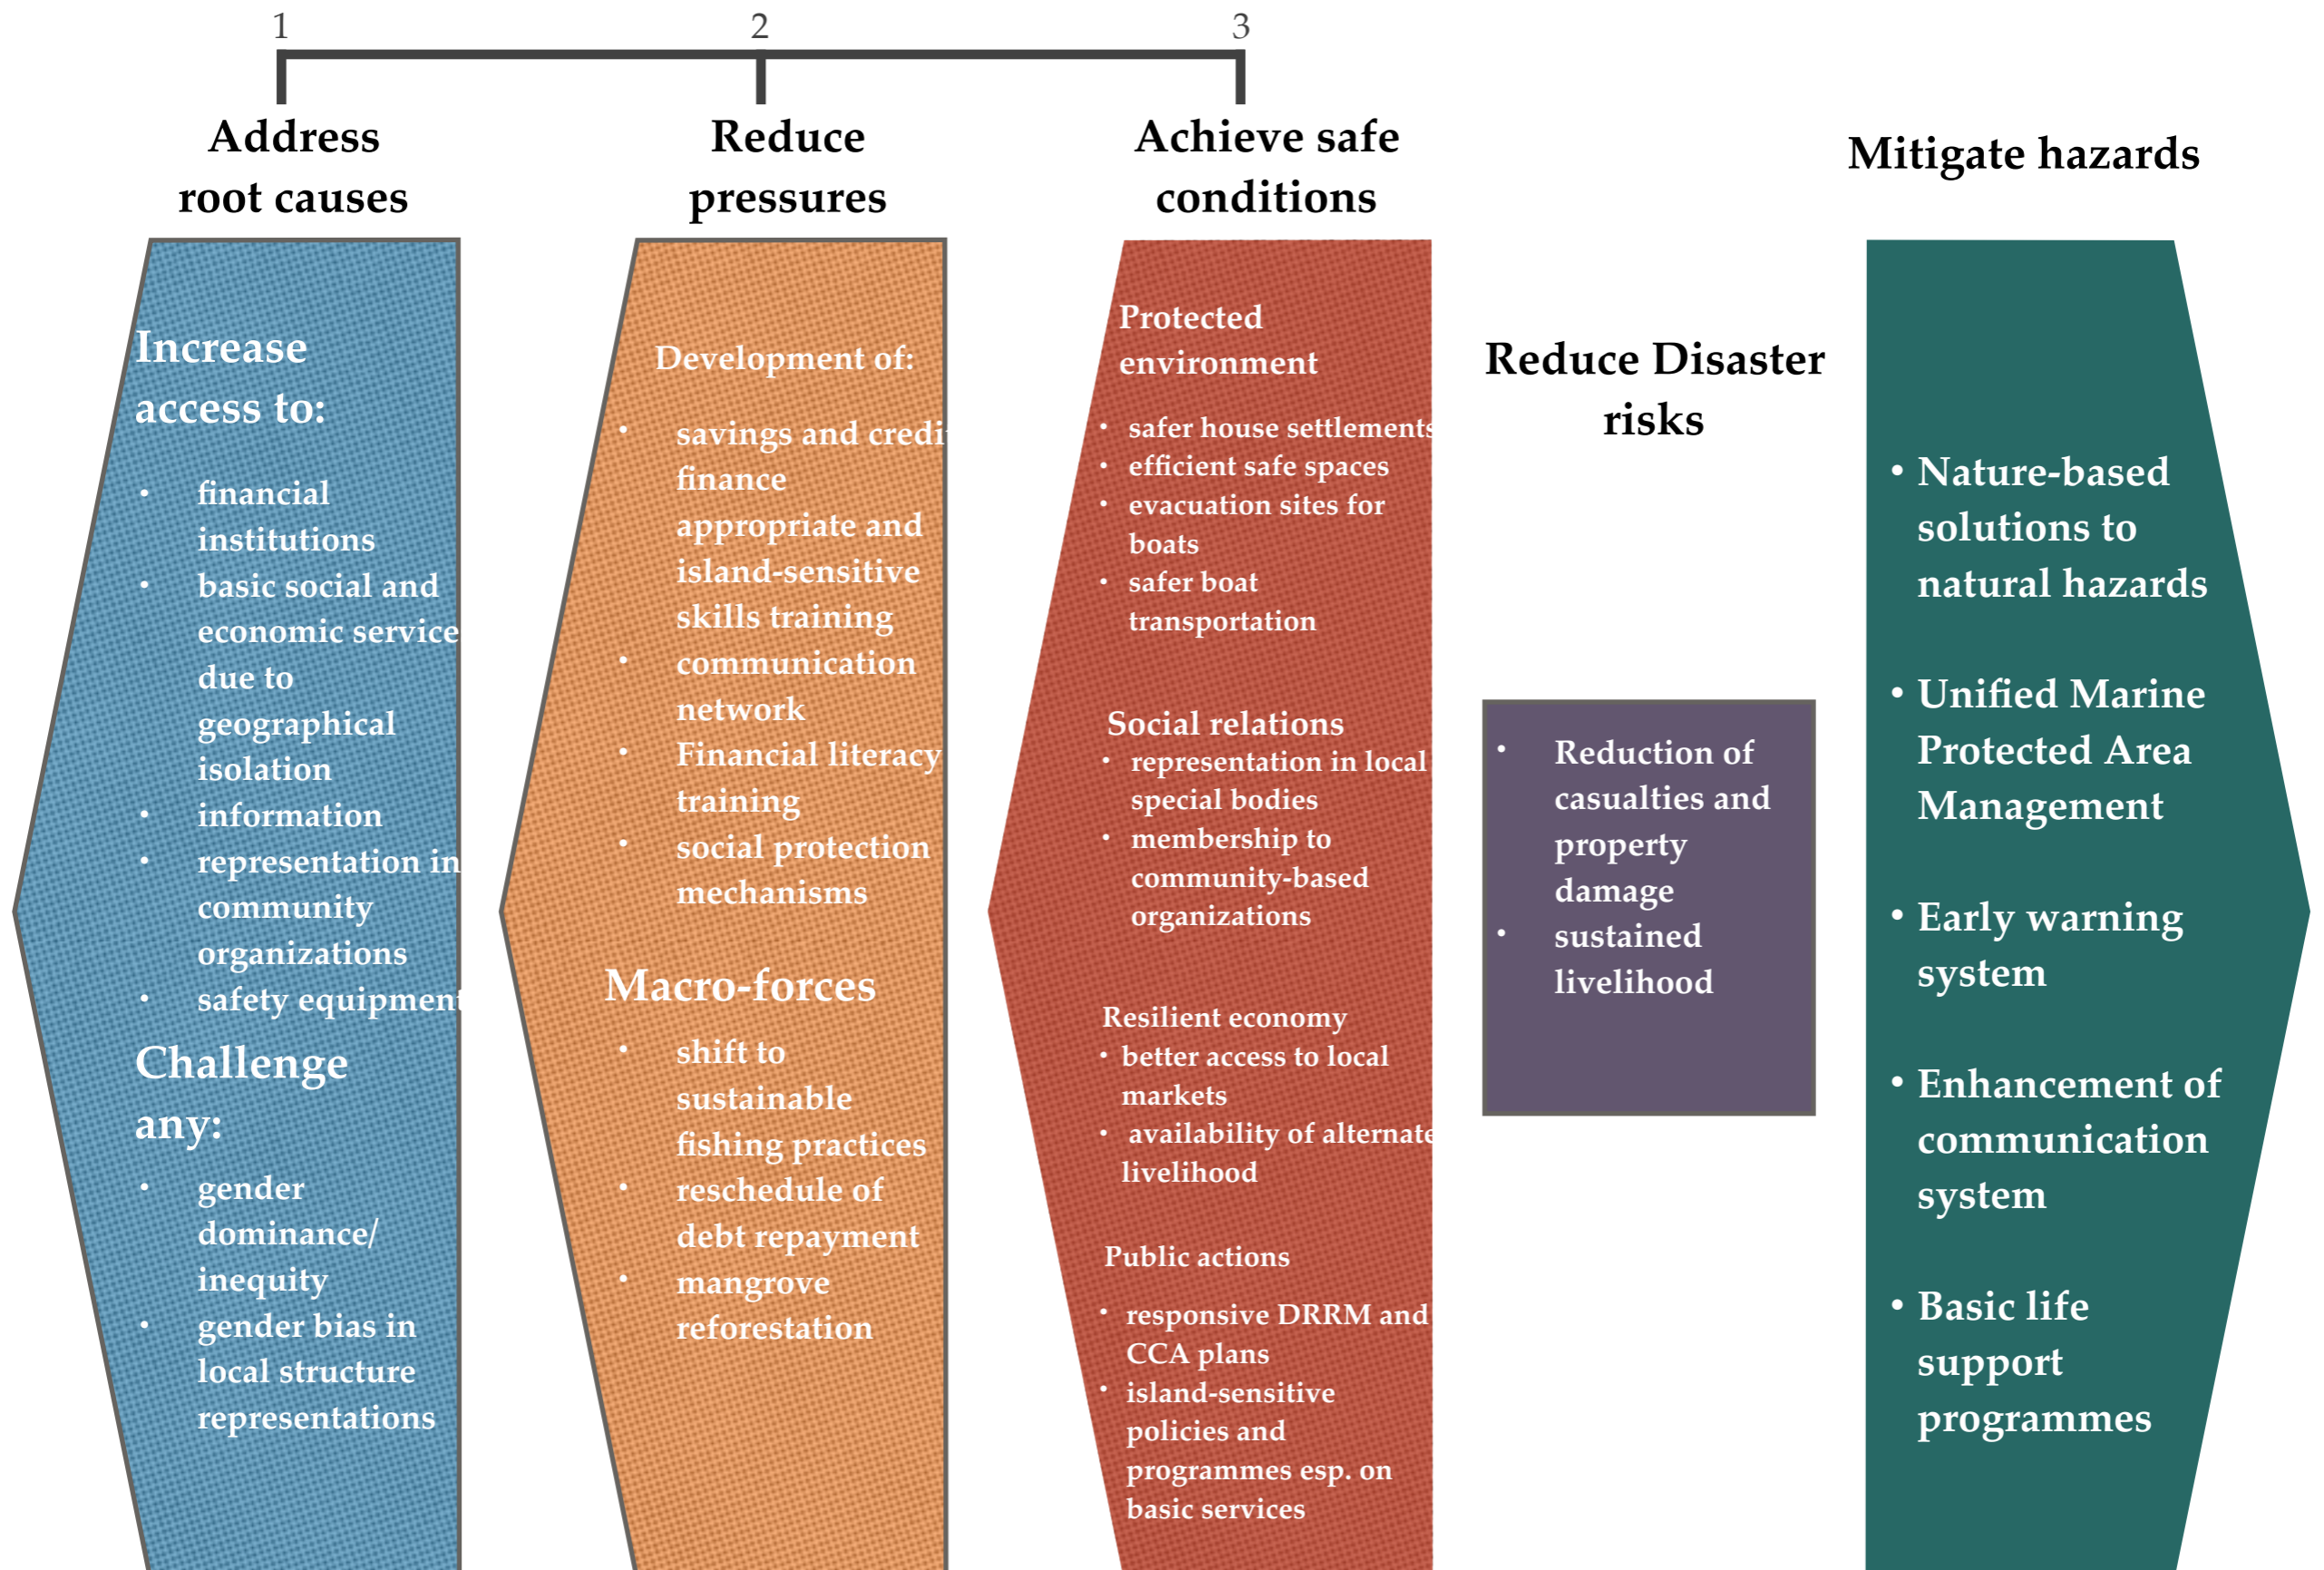 1
2
3
Address
root causes
Reduce
pressures
Achieve safe
conditions
Mitigate hazards
Increase
access to:
• financial
institutions
• basic social and
economic service
due to
geographical
isolation
• information
• representation in
community
organizations
• safety equipment
Challenge
any:
• gender
dominance/
inequity
• gender bias in
local structure
representations
Development of:
• savings and credi
finance
appropriate and
island-sensitive
skills training
• communication
network
• Financial literacy
training
• social protection
mechanisms
Macro-forces
• shift to
sustainable
fishing practices
• reschedule of
debt repayment
• mangrove
reforestation
Protected
environment
• safer house settlements
• efficient safe spaces
• evacuation sites for
boats
• safer boat
transportation
Social relations
• representation in local
special bodies
• membership to
community-based
organizations
Resilient economy
• better access to local
markets
• availability of alternate
livelihood
Public actions
• responsive DRRM and
CCA plans
• island-sensitive
policies and
programmes esp. on
basic services
Reduce Disaster
risks
• Reduction of
casualties and
property
damage
• sustained
livelihood
• Nature-based
solutions to
natural hazards
• Unified Marine
Protected Area
Management
• Early warning
system
• Enhancement of
communication
system
• Basic life
support
programmes